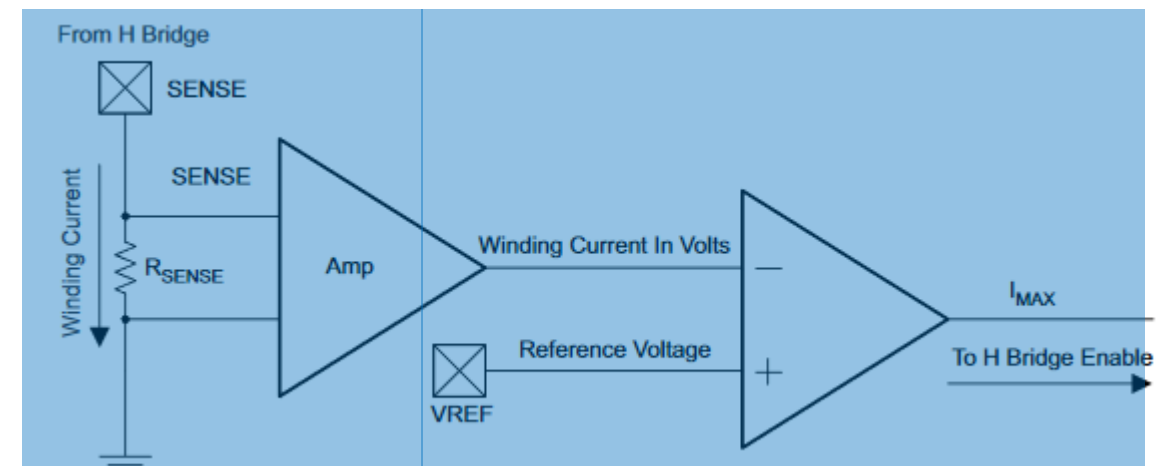 From H Bridge
SENSE
SENSE
Winding Current
RSENSE
Amp
Winding Current In Volts
−
IMAX
Reference Voltage
+
To H Bridge Enable
VREF